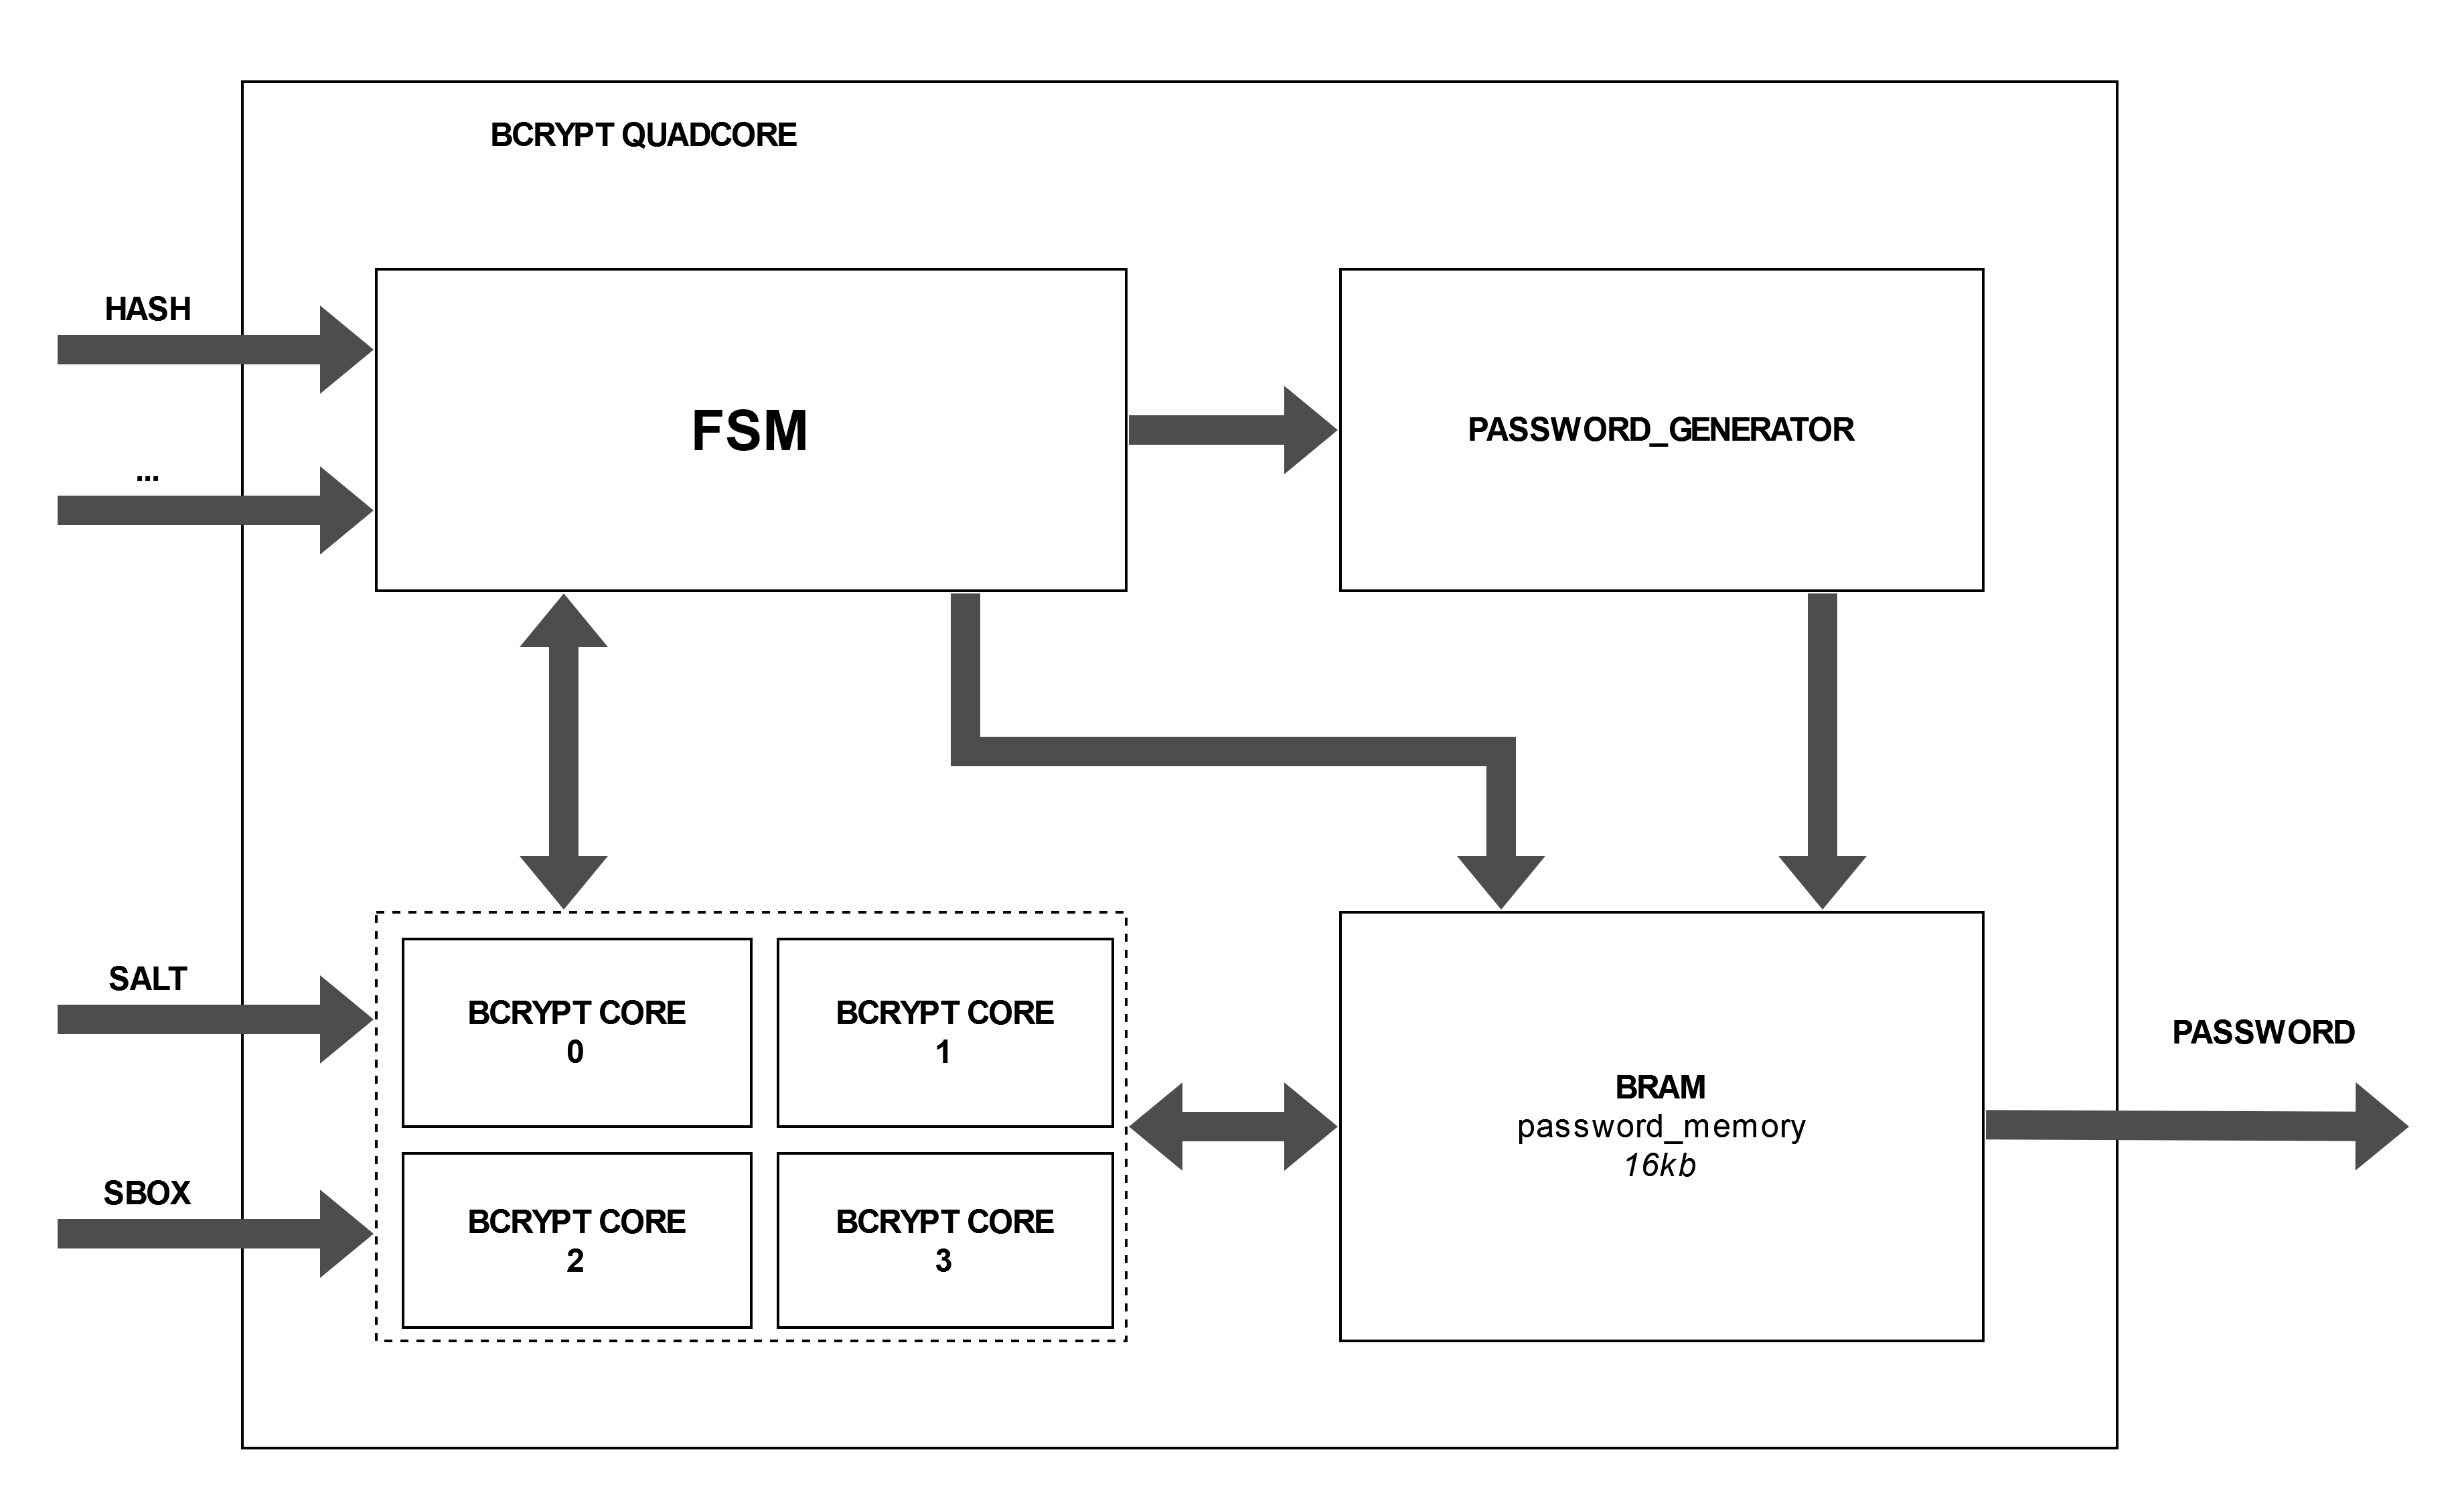 BCRYPT QUADCORE
HASH
...
FSM
PASSWORD_GENERATOR
SALT
SBOX
BCRYPT CORE
0
BCRYPT CORE
1
BCRYPT CORE
2
BCRYPT CORE
3
BRAM
password_memory
16kb
PASSWORD